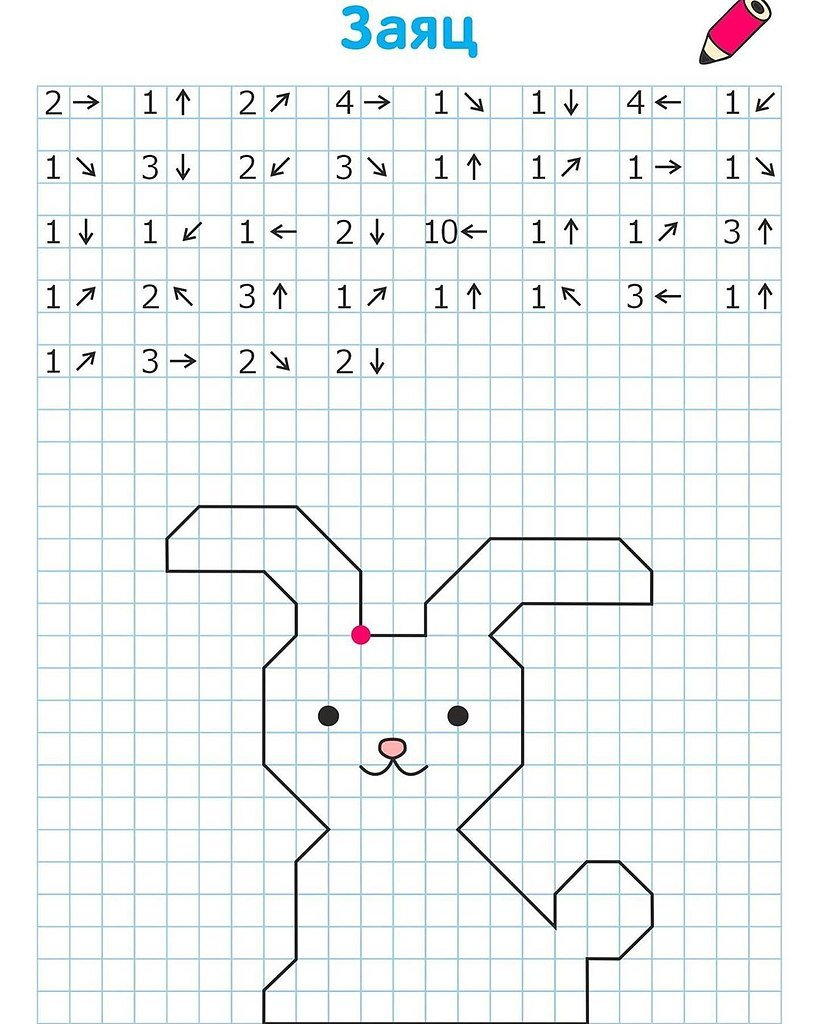 Заяц
2 → 1 ↑ 2 ↗ 4 → 1 ↘ 1 ↓ 4 ← 1 ↙
1 ↘ 3 ↓ 2 ↙ 3 ↘ 1 ↑ 1 ↗ 1 → 1 ↘
1 ↓ 1 ↙ 1 ← 2 ↓ 10 ← 1 ↑ 1 ↗ 3 ↑
1 ↗ 2 ↖ 3 ↑ 1 ↗ 1 ↑ 1 ↖ 3 ← 1 ↑
1 ↗ 3 → 2 ↘ 2 ↓